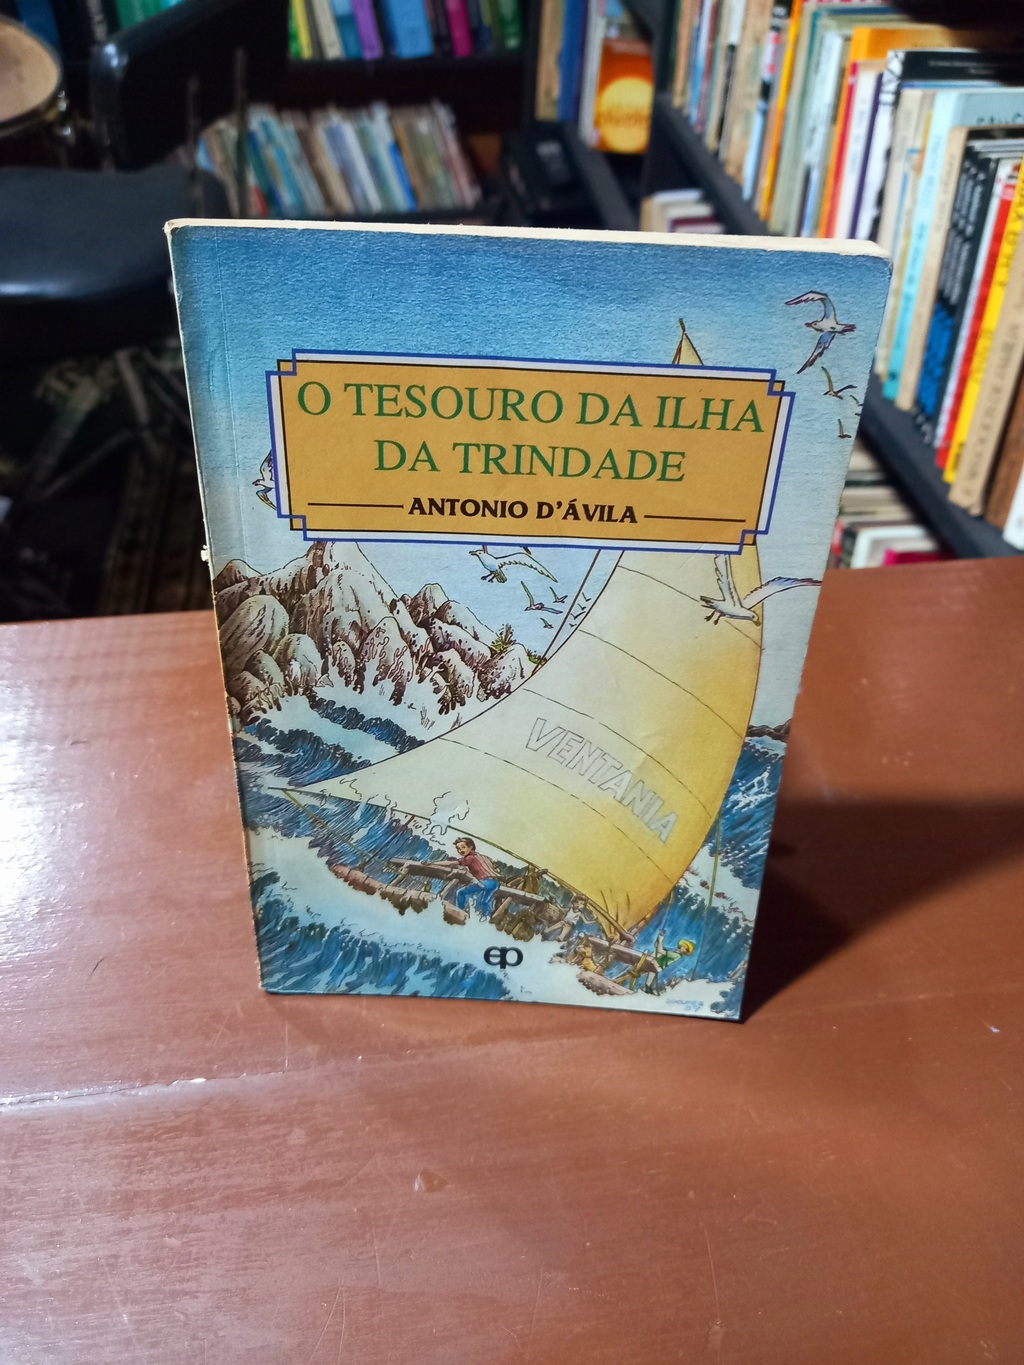 O TESOURO DA ILHA
DA TRINDADE
ANTONIO D'ÁVILA
VENTANIA
ep